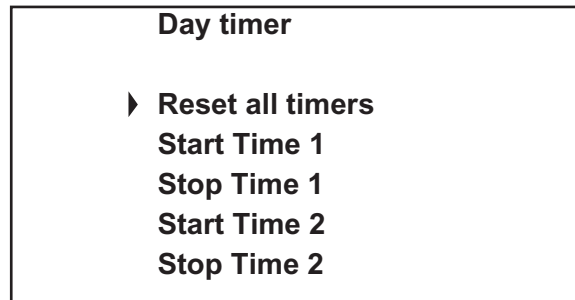 Day timer
Reset all timers
Start Time 1
Stop Time 1
Start Time 2
Stop Time 2